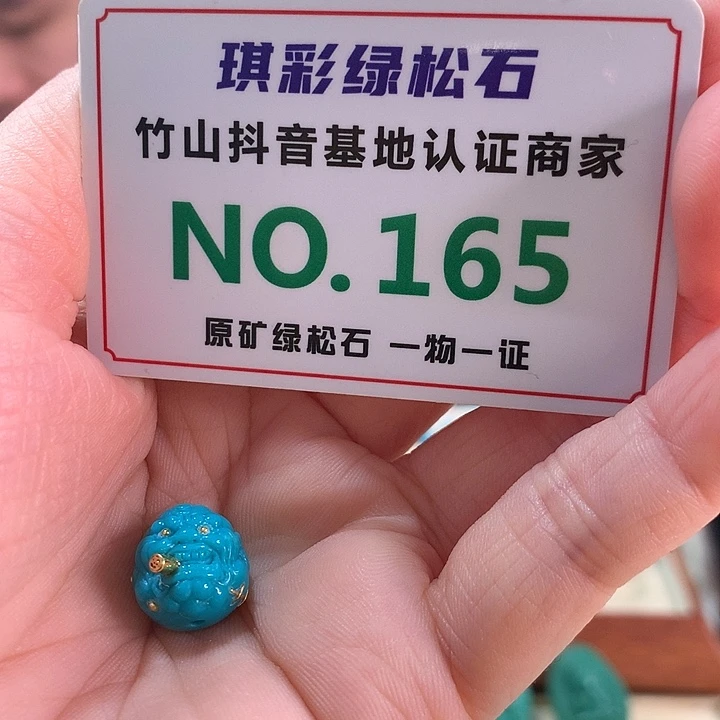 琪彩绿松石
竹山抖音基地认证商家
NO.165
原矿绿松石 一物一证